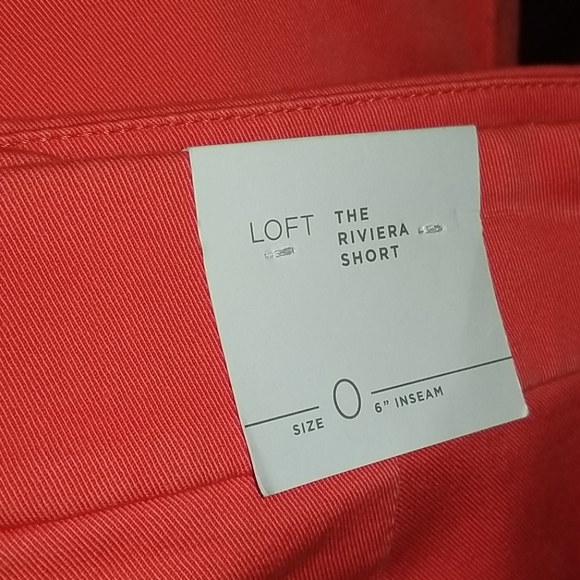 LOFT
THE
RIVIERA
SHORT
SIZE 0 6” INSEAM